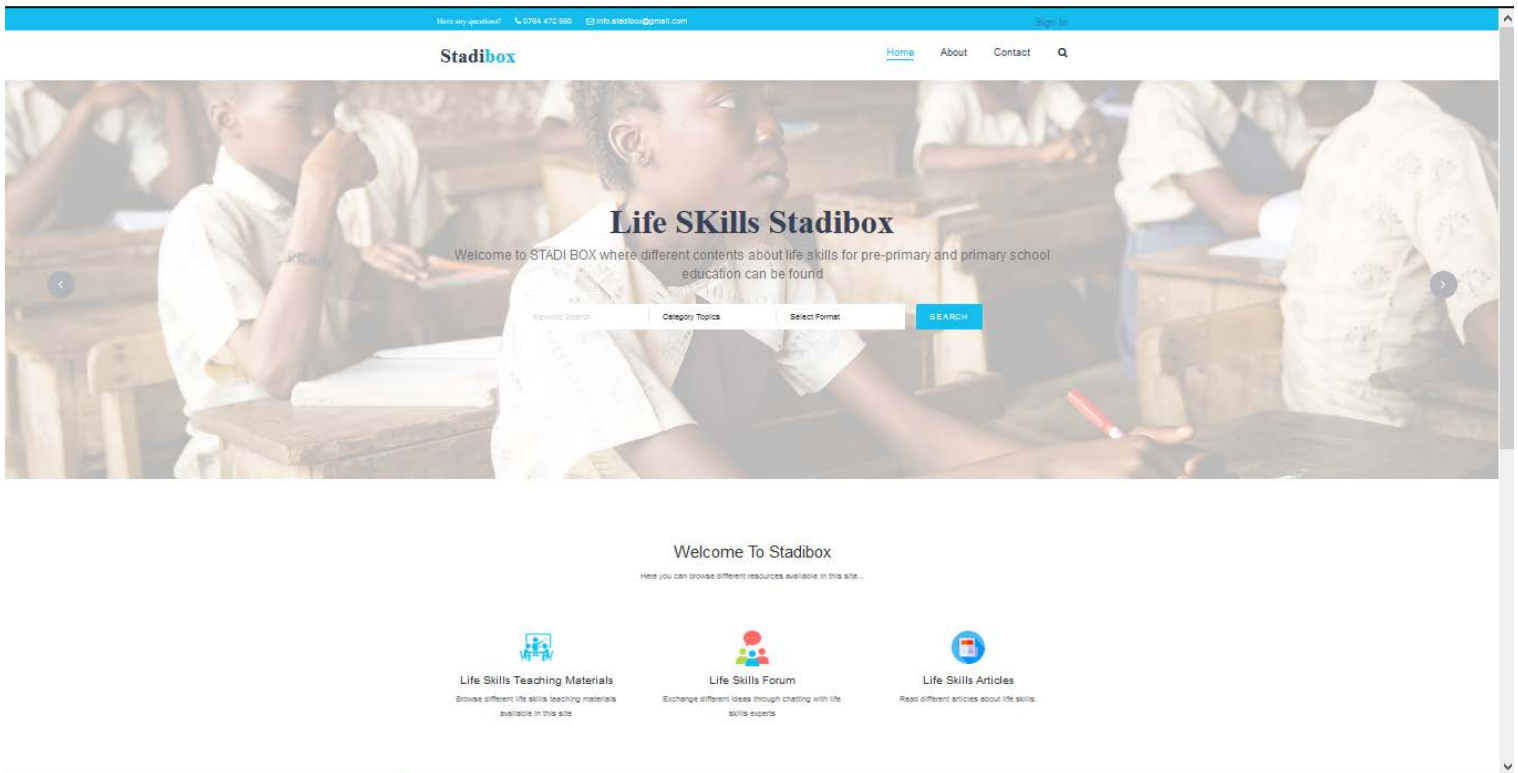 Have any questions? 0764 472 560 info.stadibox@gmail.com Sign In
Stadibox Home About Contact
Life SKills Stadibox
Welcome to STADI BOX where different contents about life skills for pre-primary and primary school
education can be found
Keyword Search Category Topics Select Format SEARCH
Welcome To Stadibox
Here you can browse different resources available in this site...
Life Skills Teaching Materials
Browse different life skills teaching materials
available in this site
Life Skills Forum
Exchange different ideas through chatting with life
skills experts
Life Skills Articles
Read different articles about life skills.